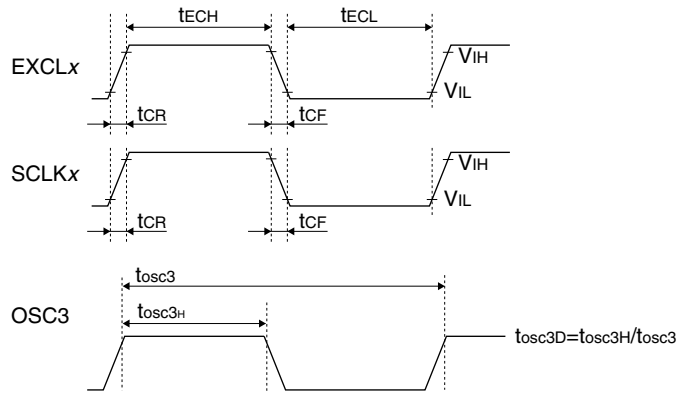 tECH tECL
EXCLx
VIH
VIL
tCR tCF
SCLKx
VIH
VIL
tCR tCF
tosc3
OSC3
tosc3H
tosc3D=tosc3H/tosc3